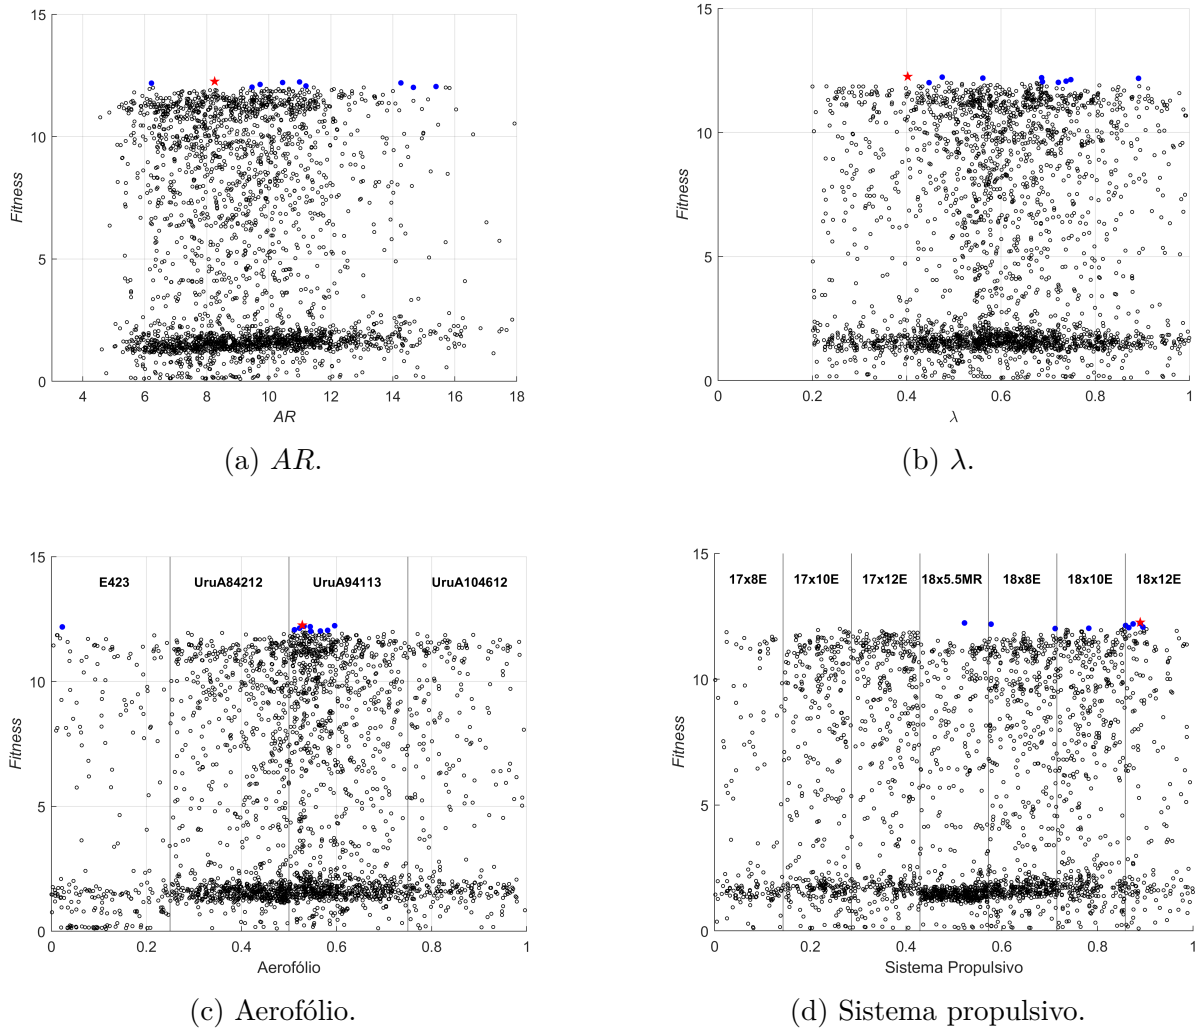 15
10
5
0
Fitness
4 6 8 10 12 14 16 18
AR
(a) AR.
15
10
5
0
Fitness
0 0.2 0.4 0.6 0.8 1
λ
(b) λ.
15
10
5
0
Fitness
E423 UruA84212 UruA94113 UruA104612
0 0.2 0.4 0.6 0.8 1
Aerofólio
(c) Aerofólio.
15
10
5
0
Fitness
17x8E 17x10E 17x12E 18x5.5MR 18x8E 18x10E 18x12E
0 0.2 0.4 0.6 0.8 1
Sistema Propulsivo
(d) Sistema propulsivo.